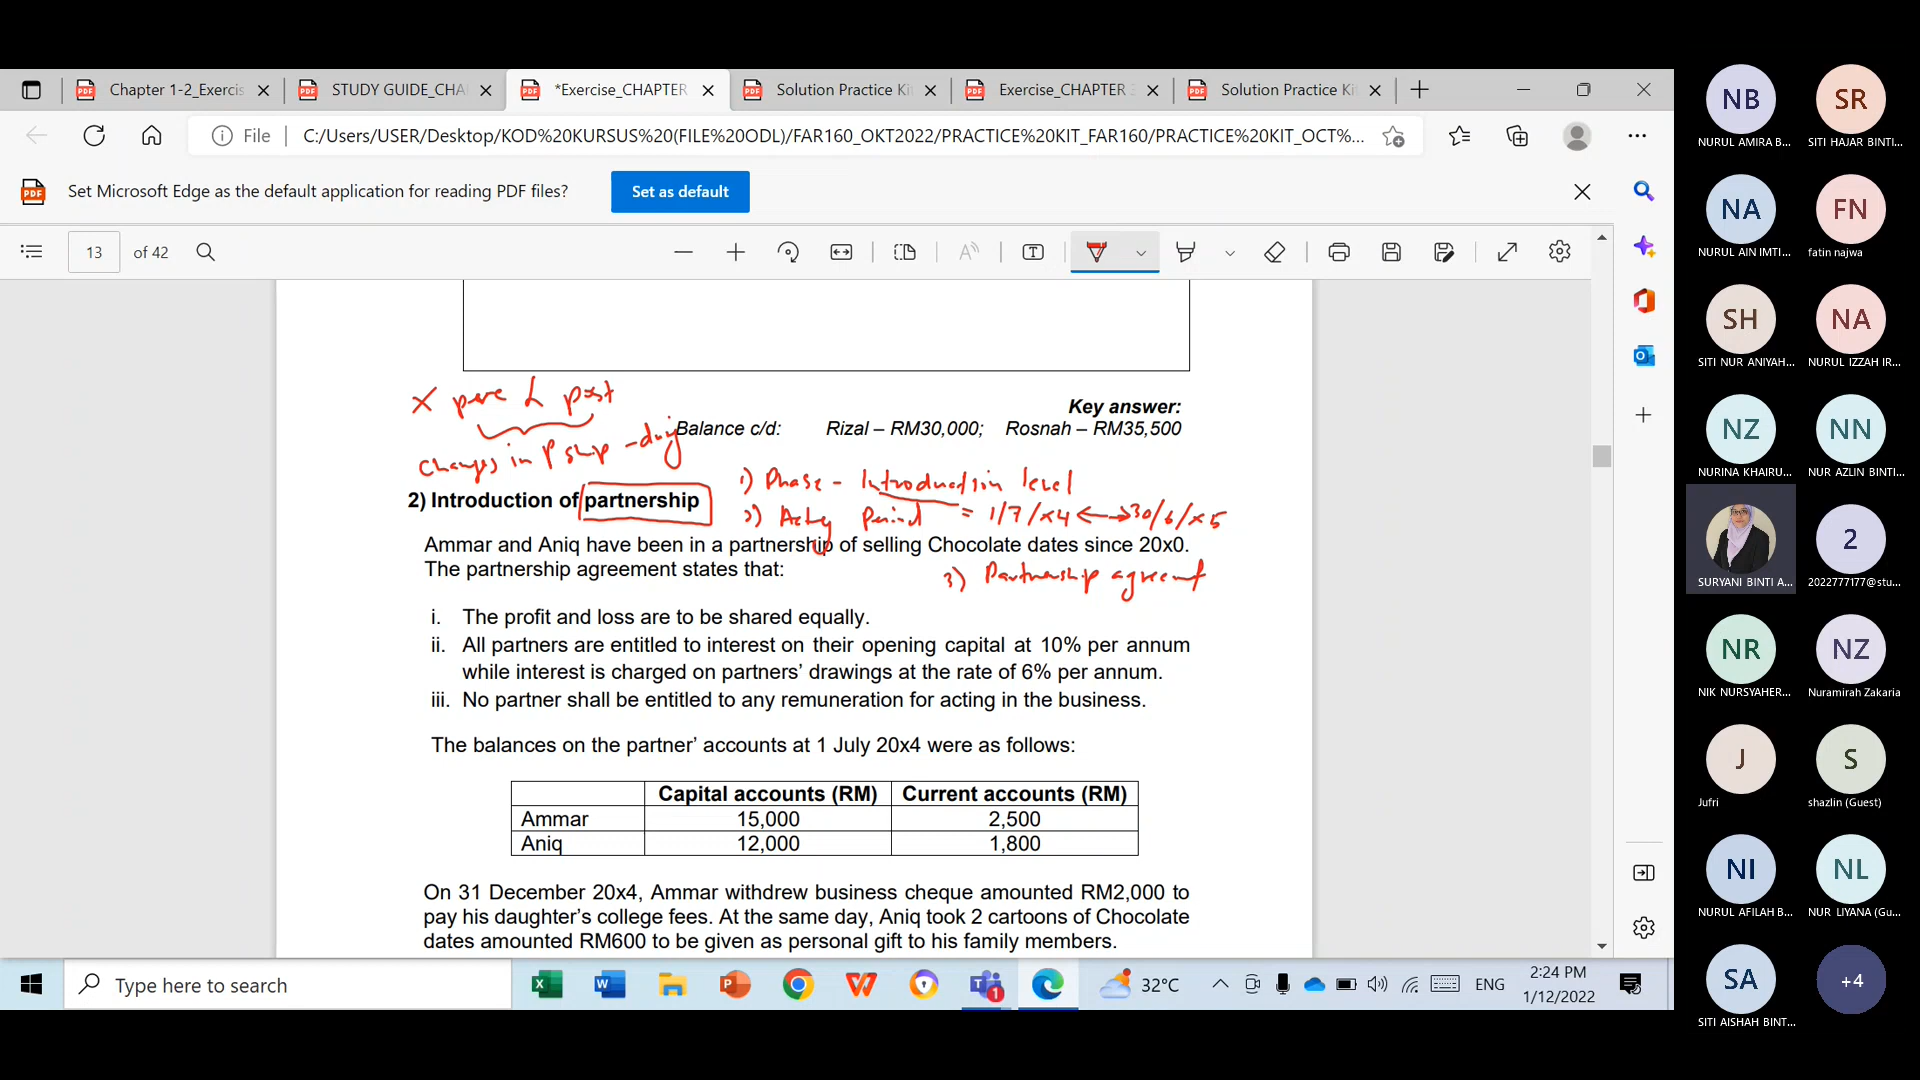 Chapter 1-2_Exercis
STUDY GUIDE_CHA
*Exercise_CHAPTER
Solution Practice Ki
Exercise_CHAPTER 3
Solution Practice Ki
File
C:/Users/USER/Desktop/KOD%20KURSUS%20(FILE%20ODL)/FAR160_OKT2022/PRACTICE%20KIT_FAR160/PRACTICE%20KIT_OCT%...
Set Microsoft Edge as the default application for reading PDF files?
Set as default
13 of 42
X pure & post
Key answer:
Balance c/d: Rizal – RM30,000; Rosnah – RM35,500
changes in P ship -
1) Phase - Introduction level
2) Introduction of partnership
2) Actg Period = 1/7/x4 ↔ 30/6/x5
Ammar and Aniq have been in a partnership of selling Chocolate dates since 20x0.
The partnership agreement states that:
3) Partnership agreement
i. The profit and loss are to be shared equally.
ii. All partners are entitled to interest on their opening capital at 10% per annum
while interest is charged on partners’ drawings at the rate of 6% per annum.
iii. No partner shall be entitled to any remuneration for acting in the business.
The balances on the partner’ accounts at 1 July 20x4 were as follows:
Capital accounts (RM) Current accounts (RM)
Ammar 15,000 2,500
Aniq 12,000 1,800
On 31 December 20x4, Ammar withdrew business cheque amounted RM2,000 to
pay his daughter’s college fees. At the same day, Aniq took 2 cartoons of Chocolate
dates amounted RM600 to be given as personal gift to his family members.
Type here to search
1
32°C
ENG
2:24 PM
1/12/2022
NB
NURUL AMIRA B...
SR
SITI HAJAR BINTI...
NA
NURUL AIN IMTI...
FN
fatin najwa
SH
SITI NUR ANIYAH...
NA
NURUL IZZAH IR...
NZ
NURINA KHAIRU...
NN
NUR AZLIN BINTI...
SURYANI BINTI A...
2
2022777177@stu...
NR
NIK NURSYAHER...
NZ
Nuramirah Zakaria
J
Jufri
S
shazlin (Guest)
NI
NURUL AFILAH B...
NL
NUR LIYANA (Gu...
SA
SITI AISHAH BINT...
+4